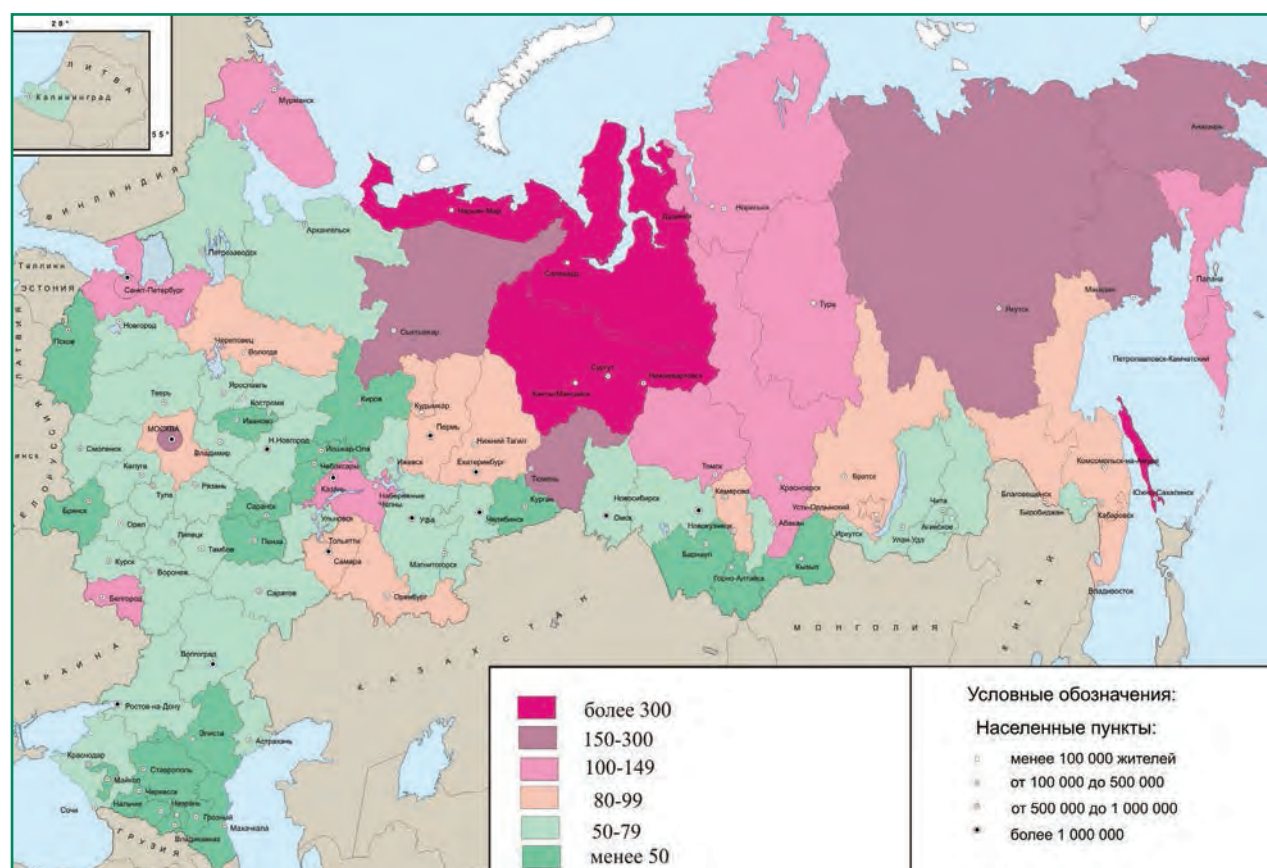 28°
ЛИТВА
Калининград
55°
Мурманск
ФИНЛЯНДИЯ
Анадырь
Нарьян-Мар
Норильск
Архангельск
Петрозаводск
Таллинн
ЭСТОНИЯ
Санкт-Петербург
Салехард
Тура
Магадан
Палана
Якутск
ЛАТВИЯ
Псков
Новгород
Сыктывкар
Череповец
Вологда
Петропавловск-Камчатский
Сургут
Нижневартовск
Ханты-Мансийск
Ярославль
Кострома
Тверь
Иваново
Киров
Кудымкар
Пермь
МОСКВА
Смоленск
Владимир
Н.Новгород
Йошкар-Ола
Нижний Тагил
Екатеринбург
Ижевск
Чебоксары
Казань
Набережные
Челны
Калуга
Тула
Рязань
Тюмень
Томск
Кемерово
Красноярск
Братск
Комсомольск-на-Амуре
Южно-Сахалинск
БЕЛОРУССИЯ
Брянск
Саранск
Ульяновск
Уфа
Челябинск
Курган
Новосибирск
Омск
Новокузнецк
Усть-Ордынский
Абакан
Чита
Агинское
Благовещенск
Биробиджан
Хабаровск
Орел
Пенза
Тольятти
Самара
Липецк
Тамбов
Магнитогорск
Барнаул
Иркутск
Улан-Удэ
Курск
Воронеж
Горно-Алтайск
Кызыл
Белгород
Саратов
Оренбург
Владивосток
КАЗАХСТАН
МОНГОЛИЯ
КИТАЙ
УКРАИНА
Волгоград
Ростов-на-Дону
Элиста
Астрахань
Краснодар
Ставрополь
Майкоп
Черкесск
Сочи
Нальчик
Назрань
Грозный
Махачкала
Владикавказ
ГРУЗИЯ
более 300
150-300
100-149
80-99
50-79
менее 50
Условные обозначения:
Населенные пункты:
менее 100 000 жителей
от 100 000 до 500 000
от 500 000 до 1 000 000
более 1 000 000